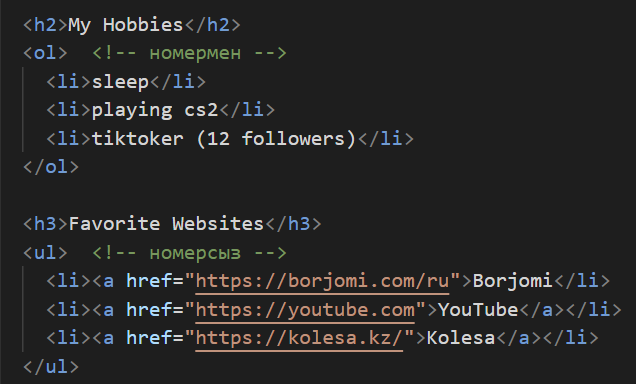 <h2>My Hobbies</h2>
<ol>  <!-- номермен -->
  <li>sleep</li>
  <li>playing cs2</li>
  <li>tiktoker (12 followers)</li>
</ol>

<h3>Favorite Websites</h3>
<ul>  <!-- номерсыз -->
  <li><a href="https://borjomi.com/ru">Borjomi</li>
  <li><a href="https://youtube.com">YouTube</a></li>
  <li><a href="https://kolesa.kz/">Kolesa</a></li>
</ul>